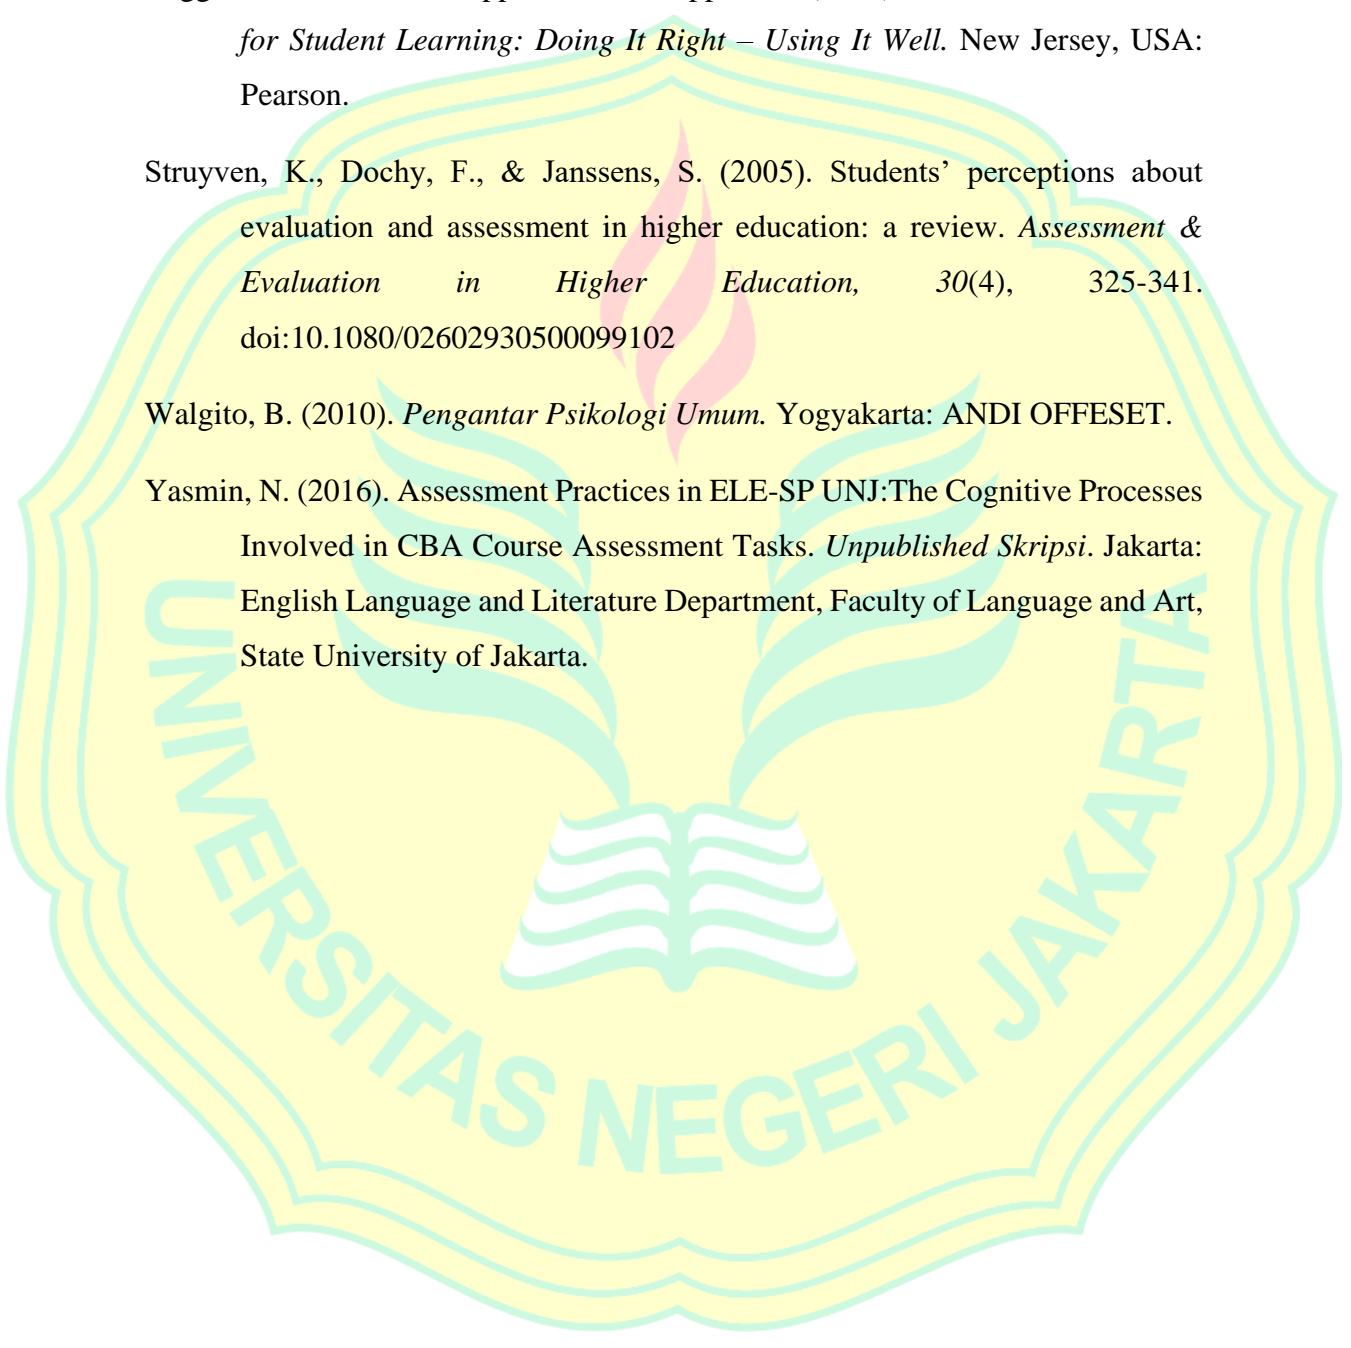 for Student Learning: Doing It Right – Using It Well. New Jersey, USA:
Pearson.
Struyven, K., Dochy, F., & Janssens, S. (2005). Students’ perceptions about
evaluation and assessment in higher education: a review. Assessment &
Evaluation in Higher Education, 30(4), 325-341.
doi:10.1080/02602930500099102
Walgito, B. (2010). Pengantar Psikologi Umum. Yogyakarta: ANDI OFFESET.
Yasmin, N. (2016). Assessment Practices in ELE-SP UNJ:The Cognitive Processes
Involved in CBA Course Assessment Tasks. Unpublished Skripsi. Jakarta:
English Language and Literature Department, Faculty of Language and Art,
State University of Jakarta.
UNIVERSITAS NEGERI JAKARTA